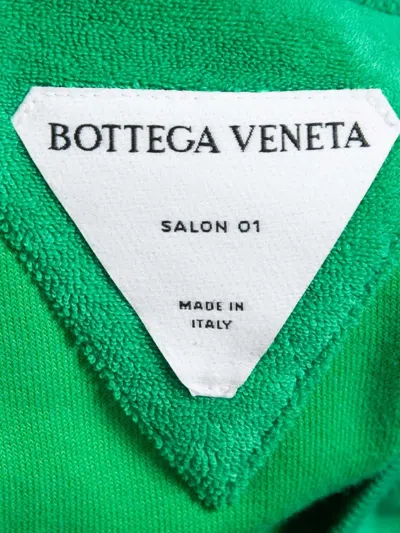 BOTTEGA VENETA
SALON 01
MADE IN
ITALY